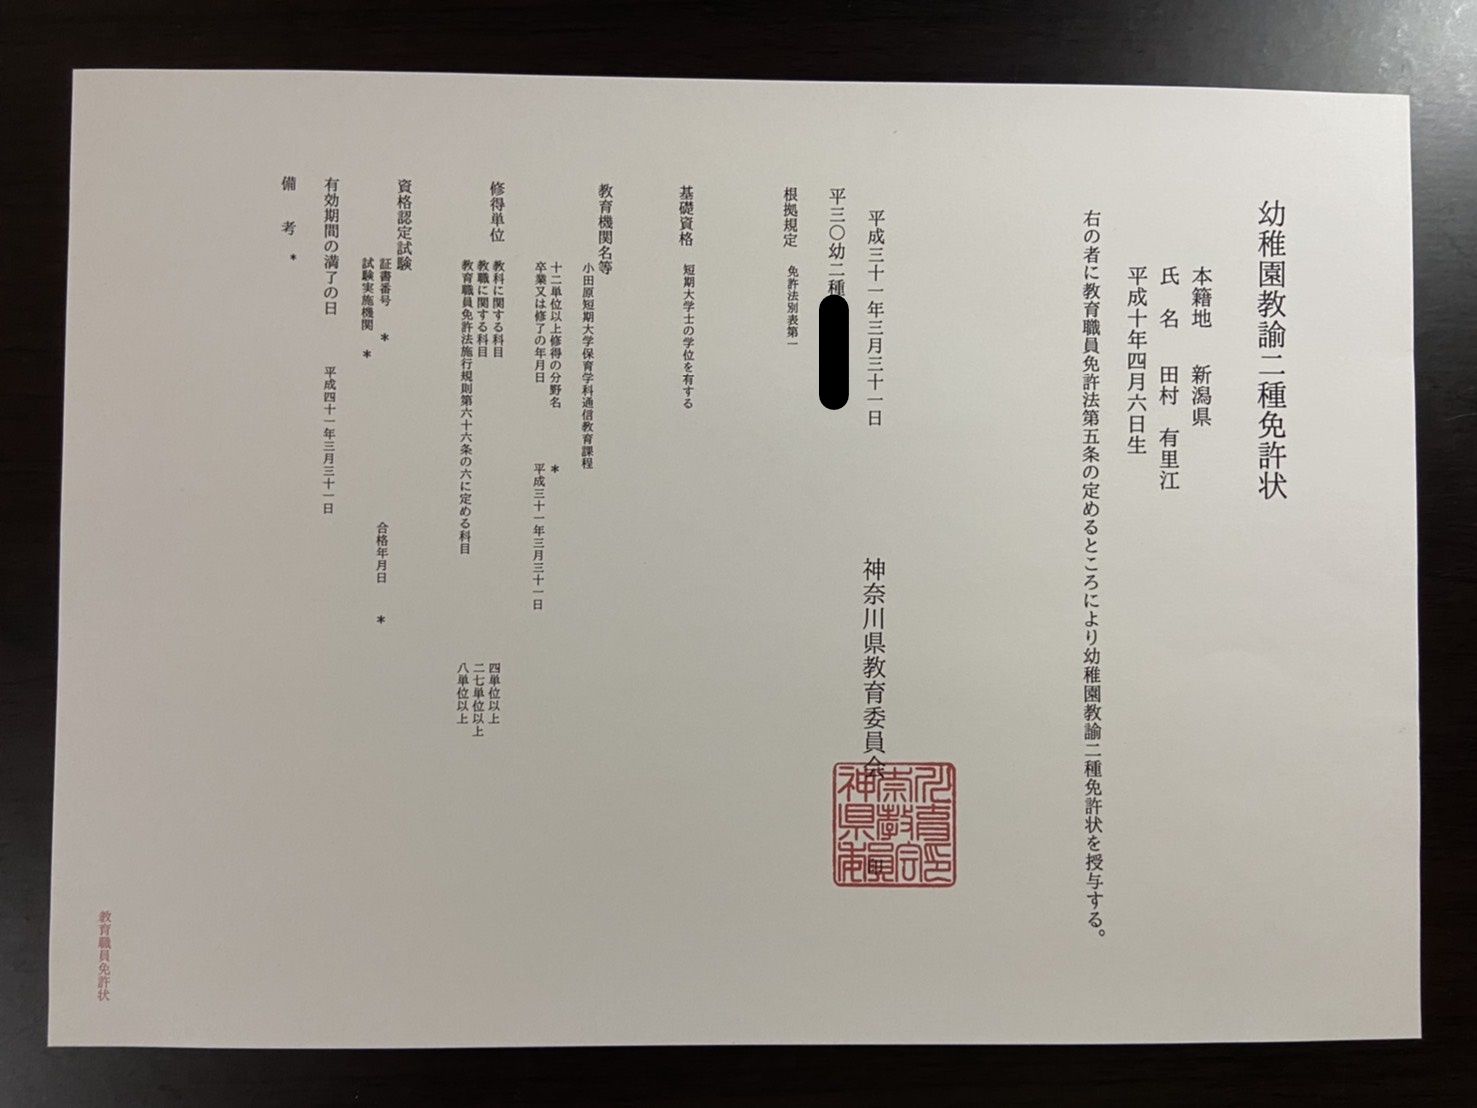 幼稚園教諭二種免許状
本籍地 新潟県
氏 名 田村 有里江
平成十年四月六日生
右の者に教育職員免許法第五条の定めるところにより幼稚園教諭二種免許状を授与する。
平成三十一年三月三十一日
神奈川県教育委員会 印
神奈川県教育委員会印
平三〇幼二種
根拠規定 免許法別表第一
基礎資格 短期大学士の学位を有する
教育機関名等
小田原短期大学保育学科通信教育課程
十二単位以上修得の分野名 *
卒業又は修了の年月日 平成三十一年三月三十一日
修得単位
教科に関する科目 四単位以上
教職に関する科目 二七単位以上
教育職員免許法施行規則第六十六条の六に定める科目 八単位以上
資格認定試験
証書番号 * 合格年月日 *
試験実施機関 *
有効期間の満了の日 平成四十一年三月三十一日
備 考 *
教育職員免許状